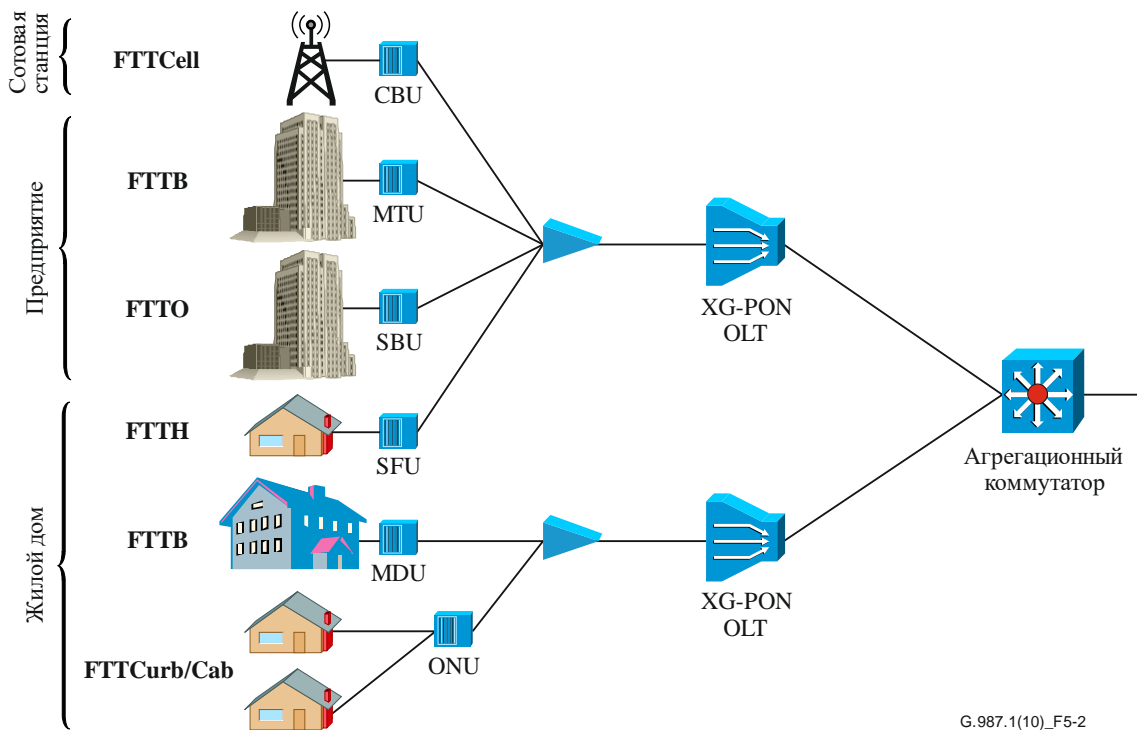 Сотовая
станция
FTTCell
CBU
Предприятие
FTTB
MTU
FTTO
SBU
XG-PON
OLT
Жилой дом
FTTH
SFU
Агрегационный
коммутатор
FTTB
MDU
XG-PON
OLT
FTTCurb/Cab
ONU
G.987.1(10)_F5-2